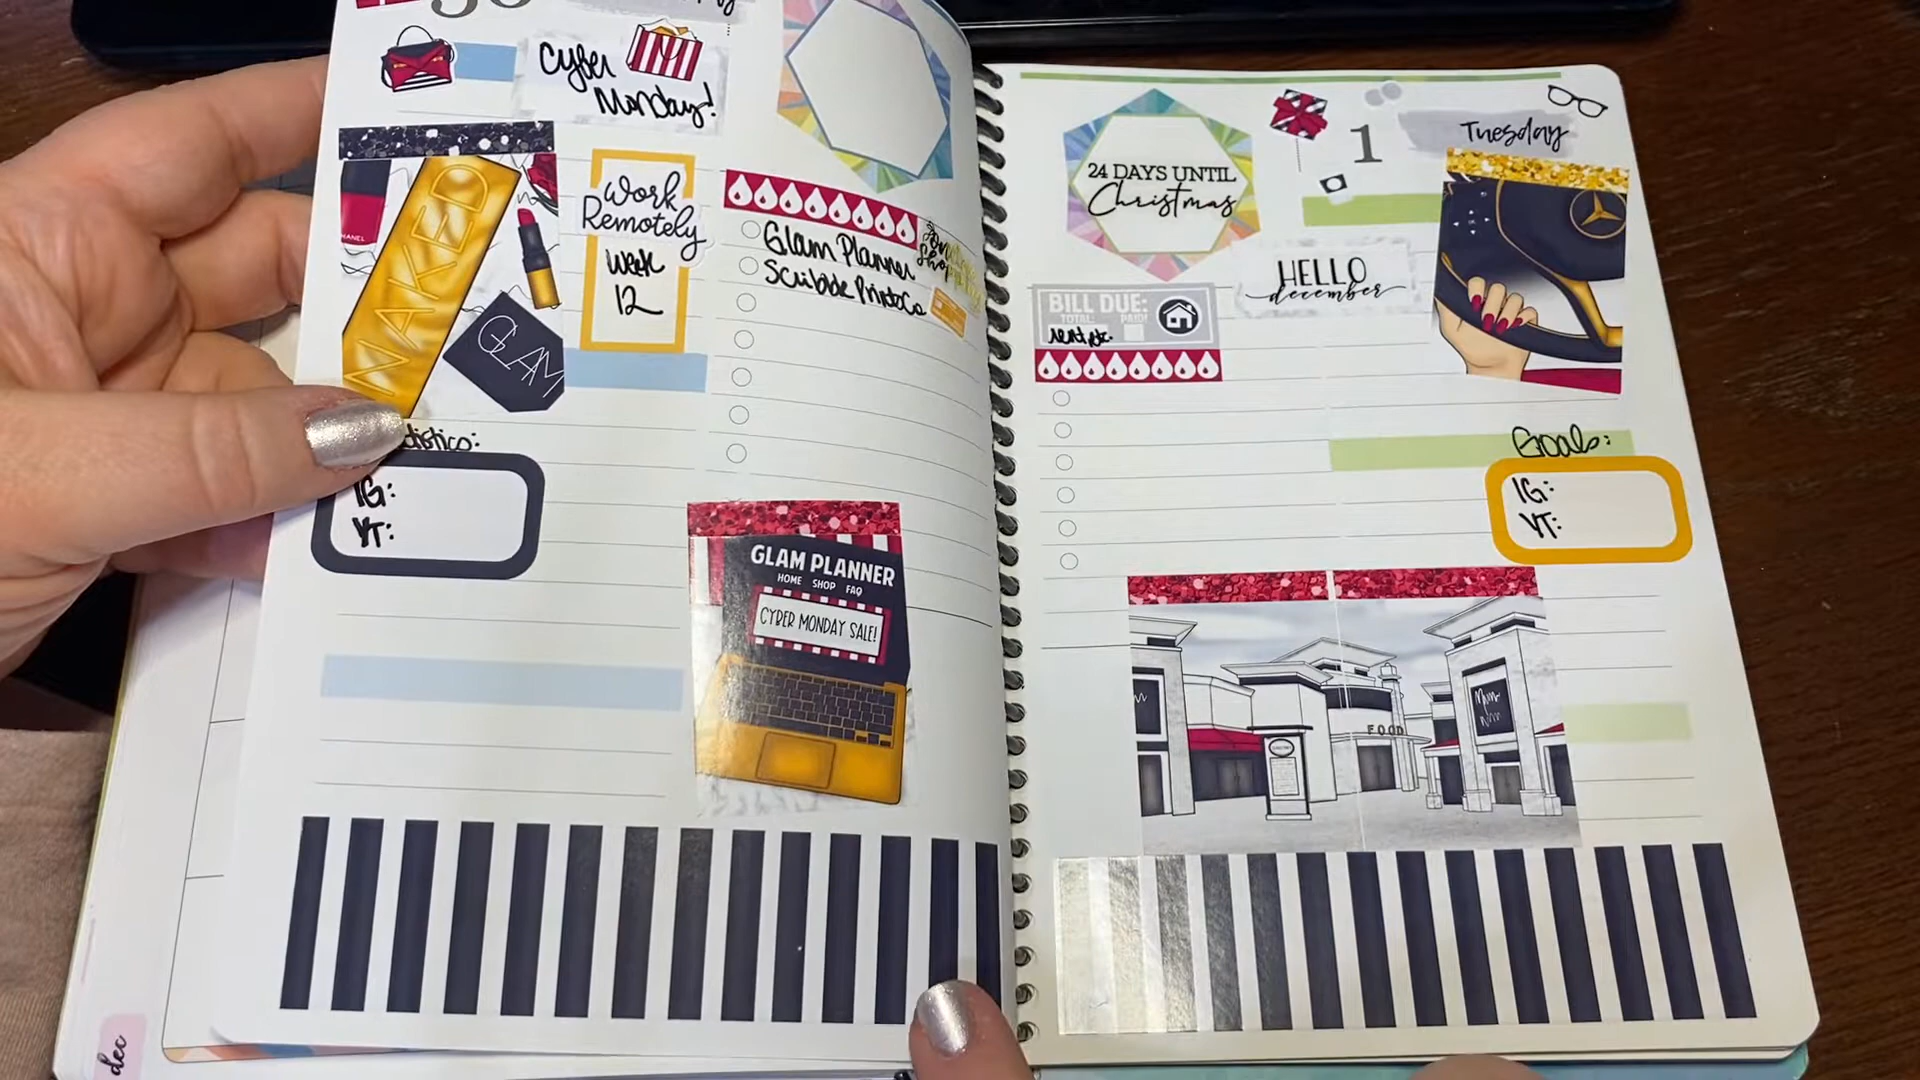 30
Cyber
Monday!
NAKED
GLAM
Work
Remotely
Week
12
Glam Planner
Scribble PrintsCo
IG:
YT:
GLAM PLANNER
HOME SHOP FAQ
CYBER MONDAY SALE!
dec
24 DAYS UNTIL
Christmas
1
Tuesday
HELLO
december
BILL DUE:
TOTAL: PAID:
Goals:
IG:
YT:
FOOD